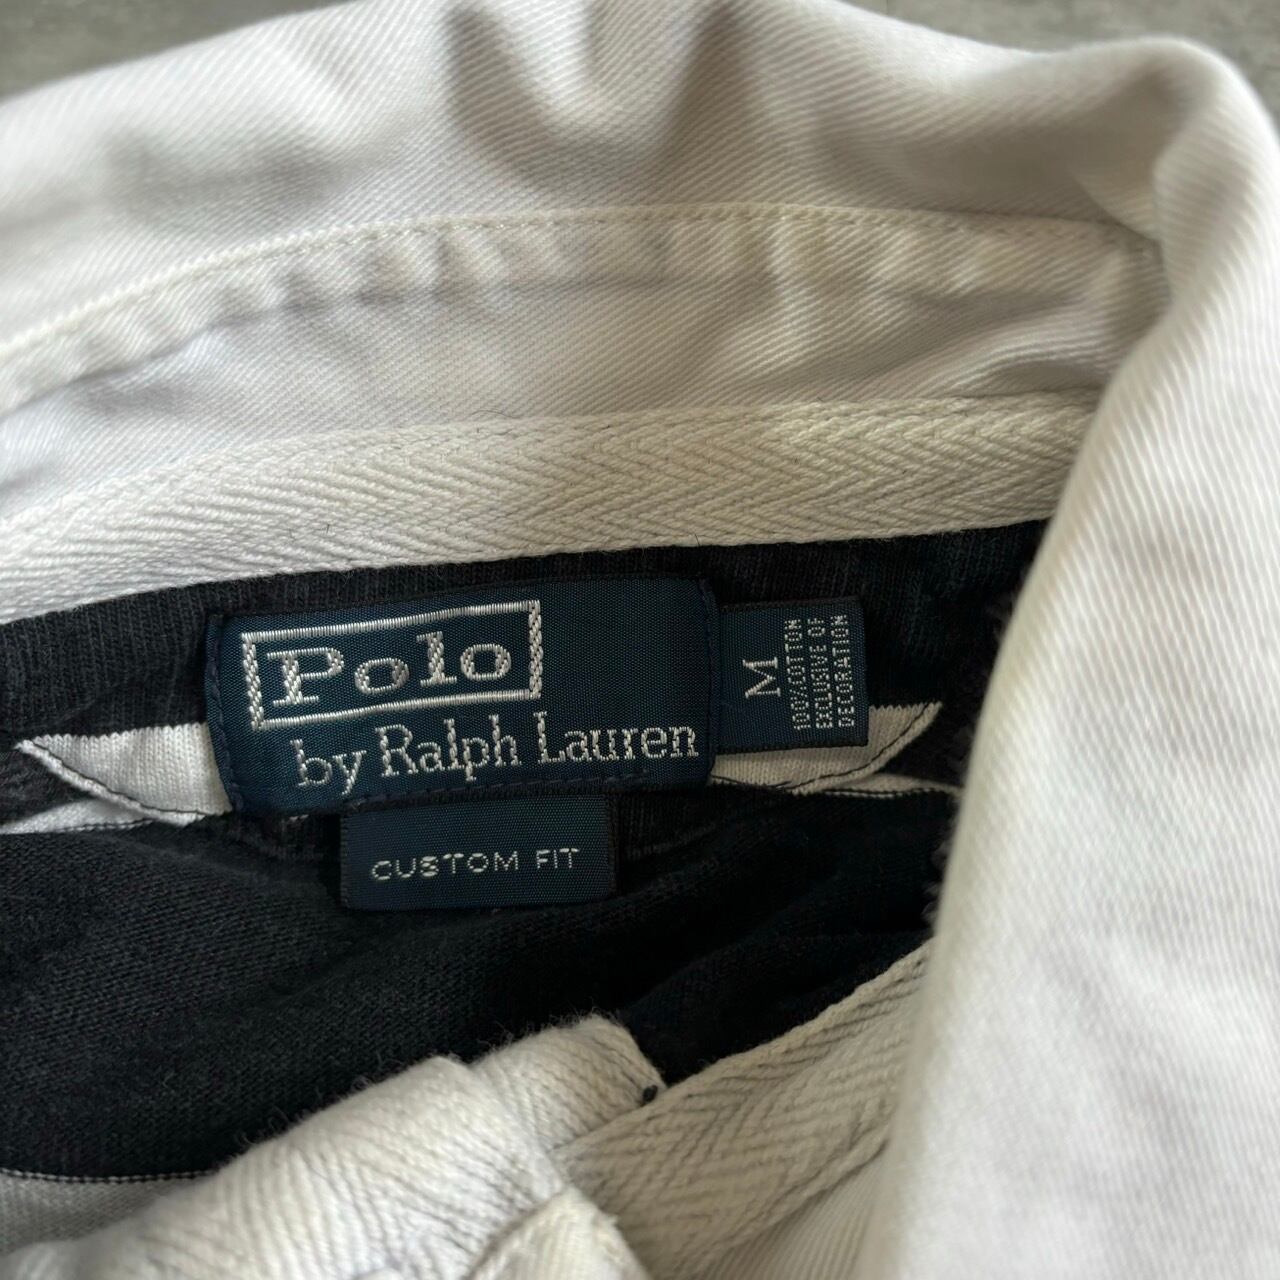 Polo
by Ralph Lauren
M
100% COTTON
EXCLUSIVE OF
DECORATION
CUSTOM FIT